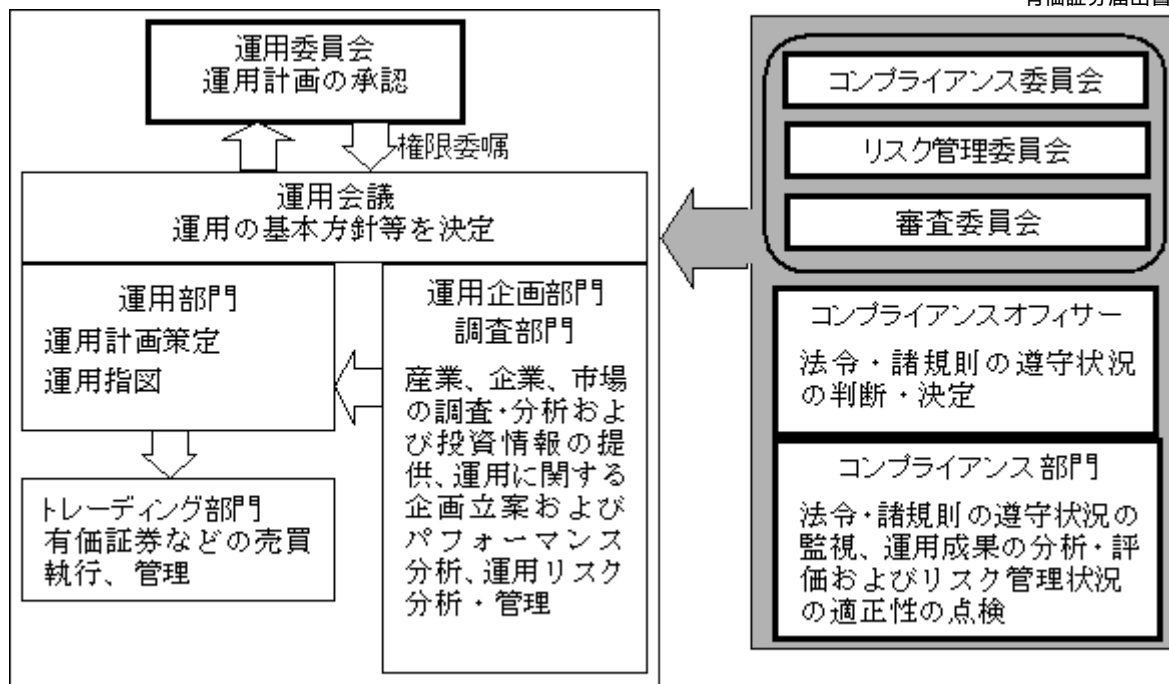 有価証券届出書
運用委員会
運用計画の承認
権限委嘱
運用会議
運用の基本方針等を決定
運用部門
運用計画策定
運用指図
トレーディング部門
有価証券などの売買
執行、管理
運用企画部門
調査部門
産業、企業、市場
の調査・分析およ
び投資情報の提
供、運用に関する
企画立案および
パフォーマンス
分析、運用リスク
分析・管理
コンプライアンス委員会
リスク管理委員会
審査委員会
コンプライアンスオフィサー
法令・諸規則の遵守状況
の判断・決定
コンプライアンス部門
法令・諸規則の遵守状況の
監視、運用成果の分析・評
価およびリスク管理状況
の適正性の点検